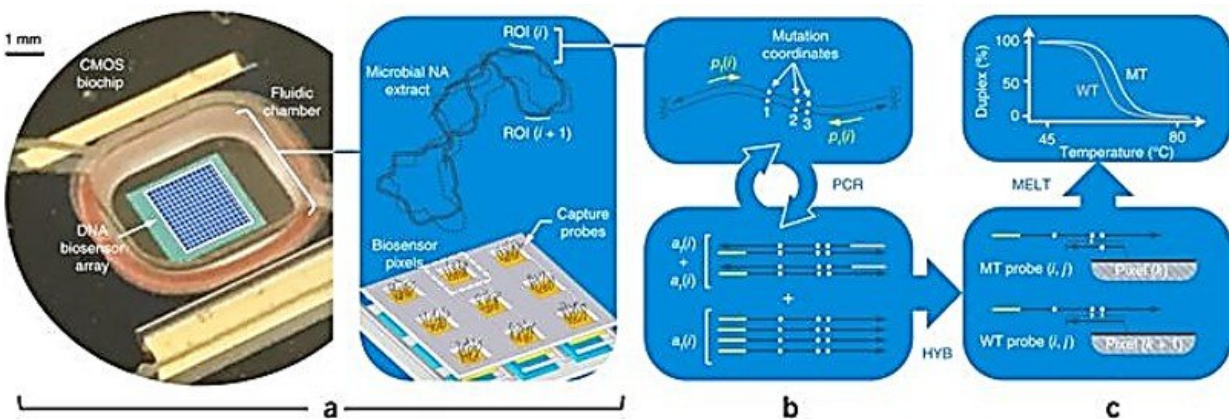 1 mm
CMOS
biochip
Fluidic
chamber
DNA
biosensor
array
ROI (i)
Microbial NA
extract
ROI (i + 1)
Capture
probes
Biosensor
pixels
a
Mutation
coordinates
1
2
3
PCR
+
+
HYB
b
Duplex (%)
100
50
0
MT
WT
45
80
Temperature (°C)
MELT
MT probe (i, j)
Pixel (k)
WT probe (i, j)
Pixel (k + 1)
c